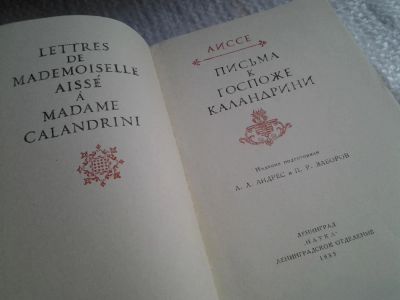 LETTRES
DE
MADEMOISELLE
AISSÉ
À
MADAME
CALANDRINI
АИССЕ
ПИСЬМА
К
ГОСПОЖЕ
КАЛАНДРИНИ
Издание подготовили
А. Л. АНДРЕС и П. Р. ЗАБОРОВ
ЛЕНИНГРАД
„НАУКА"
ЛЕНИНГРАДСКОЕ ОТДЕЛЕНИЕ
1985